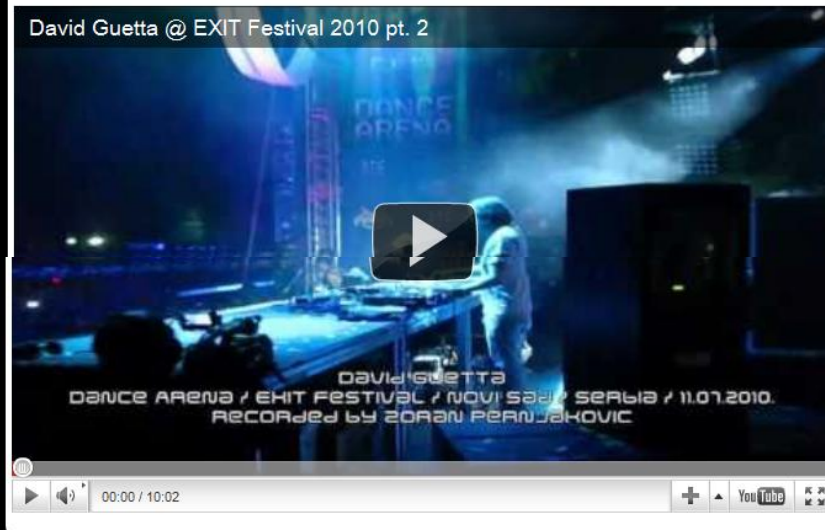 David Guetta @ EXIT Festival 2010 pt. 2
EXIT
DANCE
ARENA
DAVID GUETTA
DANCE ARENA / EXIT FESTIVAL / NOVI SAD / SERBIA / 11.07.2010.
RECORDED BY ZORAN PERNJAKOVIC
00:00 / 10:02
YouTube